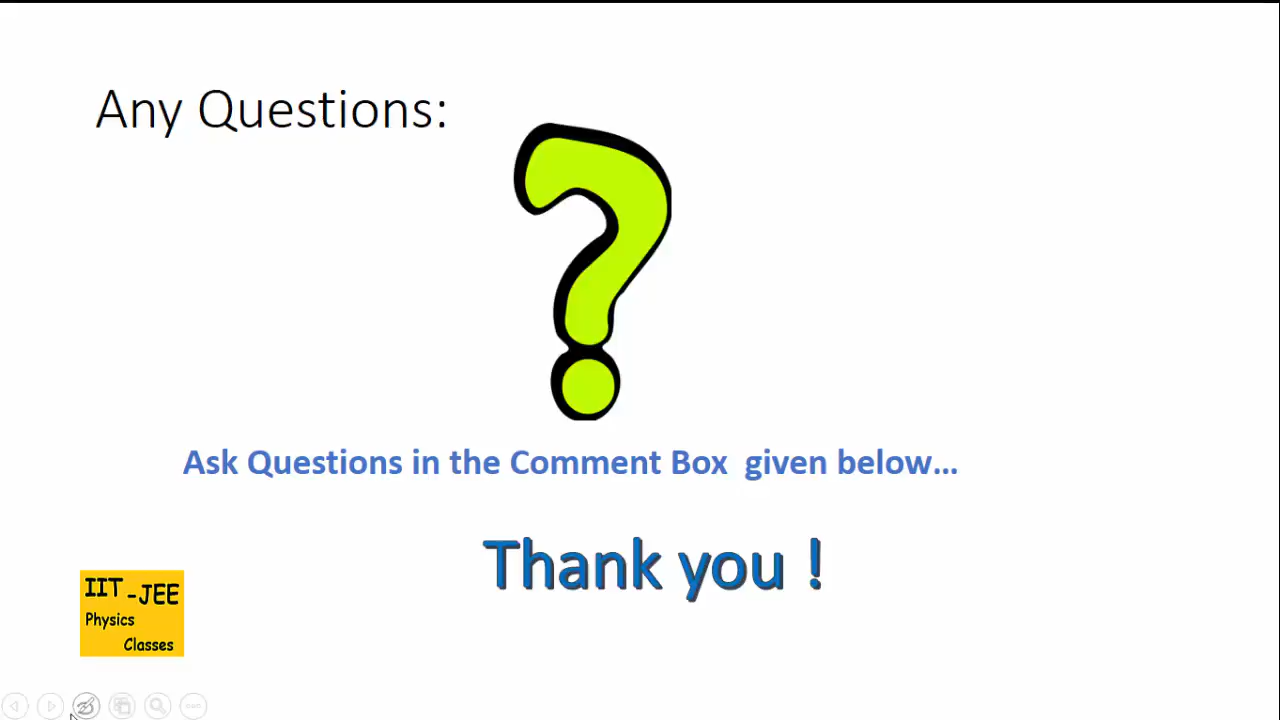 Any Questions:
?
Ask Questions in the Comment Box given below...
Thank you !
IIT -JEE
Physics
Classes